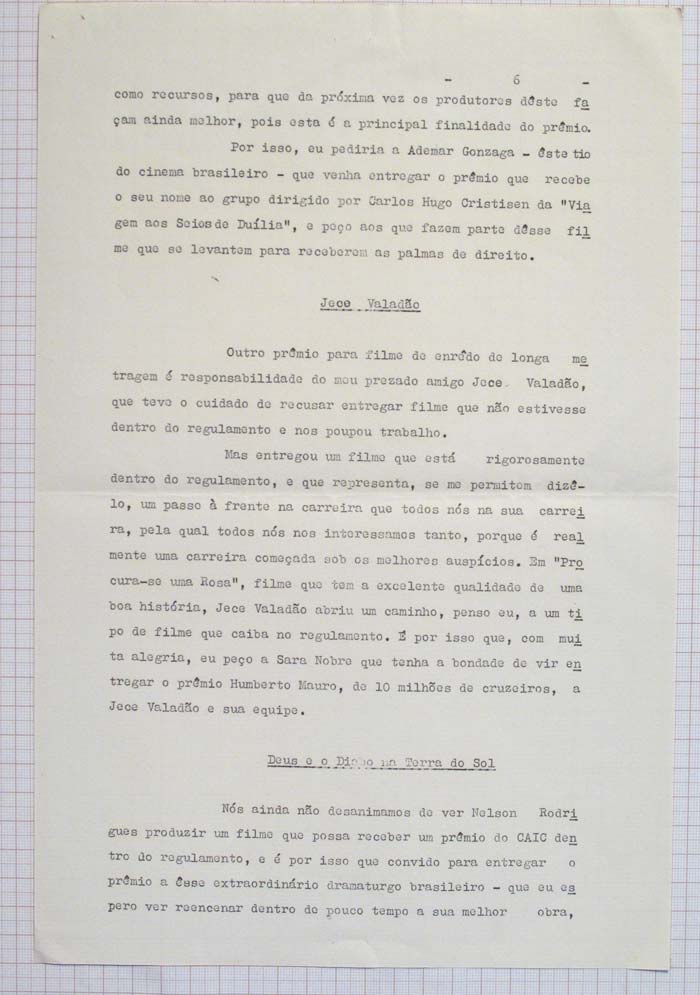 - 6 -
como recursos, para que da próxima vez os produtores dêste fa
çam ainda melhor, pois esta é a principal finalidade do prêmio.
Por isso, eu pediria a Ademar Gonzaga - êste tio
do cinema brasileiro - que venha entregar o prêmio que recebe
o seu nome ao grupo dirigido por Carlos Hugo Cristisen da "Via
gem aos Seios de Duília", e peço aos que fazem parte dêsse fil
me que se levantem para receberem as palmas de direito.
Jece Valadão
Outro prêmio para filme de enrêdo de longa me
tragem é responsabilidade do meu prezado amigo Jece Valadão,
que teve o cuidado de recusar entregar filme que não estivesse
dentro do regulamento e nos poupou trabalho.
Mas entregou um filme que está rigorosamente
dentro do regulamento, e que representa, se me permitem dizê-
lo, um passo à frente na carreira que todos nós na sua carrei
ra, pela qual todos nós nos interessamos tanto, porque é real
mente uma carreira começada sob os melhores auspícios. Em "Pro
cura-se uma Rosa", filme que tem a excelente qualidade de uma
boa história, Jece Valadão abriu um caminho, penso eu, a um ti
po de filme que caiba no regulamento. É por isso que, com mui
ta alegria, eu peço a Sara Nobre que tenha a bondade de vir en
tregar o prêmio Humberto Mauro, de 10 milhões de cruzeiros, a
Jece Valadão e sua equipe.
Deus e o Diabo na Terra do Sol
Nós ainda não desanimamos de ver Nelson Rodri
gues produzir um filme que possa receber um prêmio do CAIC den
tro do regulamento, e é por isso que convido para entregar o
prêmio a êsse extraordinário dramaturgo brasileiro - que eu es
pero ver reencenar dentro de pouco tempo a sua melhor obra,